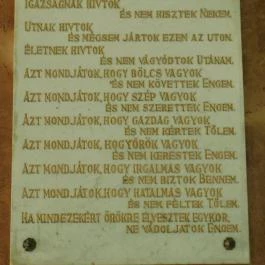 IGAZSÁGNAK HIVTOK
ÉS NEM HISZTEK NEKEM.
UTNAK HIVTOK
ÉS MÉGSEM JÁRTOK EZEN AZ UTON.
ÉLETNEK HIVTOK
ÉS NEM VÁGYÓDTOK UTÁNAM.
AZT MONDJÁTOK, HOGY BÖLCS VAGYOK
ÉS NEM KÖVETTEK ENGEM.
AZT MONDJÁTOK, HOGY SZÉP VAGYOK
ÉS NEM SZERETTEK ENGEM.
AZT MONDJÁTOK, HOGY GAZDAG VAGYOK
ÉS NEM KÉRTEK TŐLEM.
AZT MONDJÁTOK, HOGY ÖRÖK VAGYOK
ÉS NEM KERESTEK ENGEM.
AZT MONDJÁTOK, HOGY IRGALMAS VAGYOK
ÉS NEM BIZTOK BENNEM.
AZT MONDJÁTOK, HOGY HATALMAS VAGYOK
ÉS NEM FÉLTEK TŐLEM.
HA MINDEZEKÉRT ÖRÖKRE ELVESZTEK EGYKOR,
NE VÁDOLJATOK ENGEM.